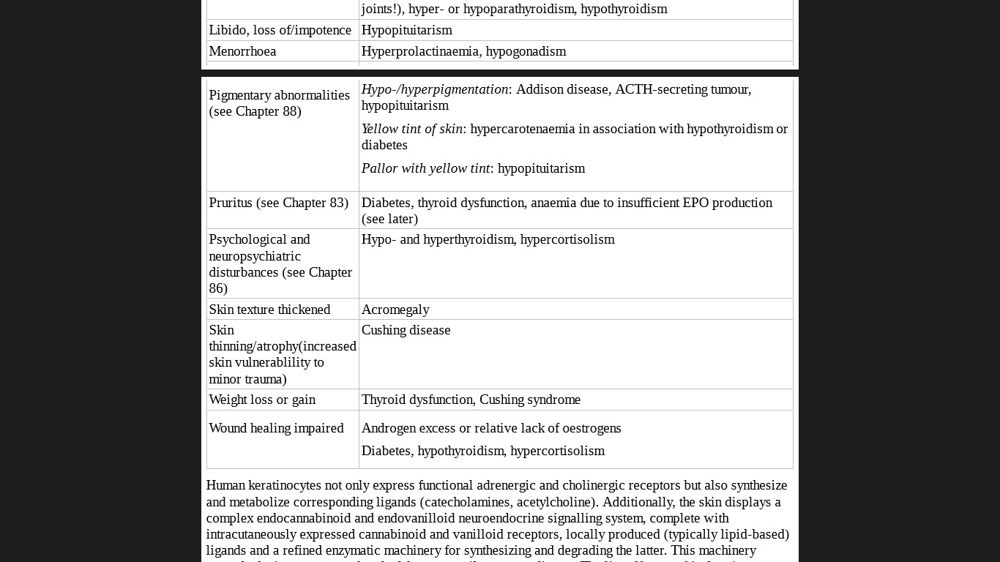 joints!), hyper- or hypoparathyroidism, hypothyroidism
Libido, loss of/impotence Hypopituitarism
Menorrhoea Hyperprolactinaemia, hypogonadism
Pigmentary abnormalities
(see Chapter 88)
Hypo-/hyperpigmentation: Addison disease, ACTH-secreting tumour,
hypopituitarism
Yellow tint of skin: hypercarotenaemia in association with hypothyroidism or
diabetes
Pallor with yellow tint: hypopituitarism
Pruritus (see Chapter 83)
Diabetes, thyroid dysfunction, anaemia due to insufficient EPO production
(see later)
Psychological and
neuropsychiatric
disturbances (see Chapter
86)
Hypo- and hyperthyroidism, hypercortisolism
Skin texture thickened Acromegaly
Skin
thinning/atrophy(increased
skin vulnerablility to
minor trauma)
Cushing disease
Weight loss or gain Thyroid dysfunction, Cushing syndrome
Wound healing impaired
Androgen excess or relative lack of oestrogens
Diabetes, hypothyroidism, hypercortisolism
Human keratinocytes not only express functional adrenergic and cholinergic receptors but also synthesize
and metabolize corresponding ligands (catecholamines, acetylcholine). Additionally, the skin displays a
complex endocannabinoid and endovanilloid neuroendocrine signalling system, complete with
intracutaneously expressed cannabinoid and vanilloid receptors, locally produced (typically lipid-based)
ligands and a refined enzymatic machinery for synthesizing and degrading the latter. This machinery